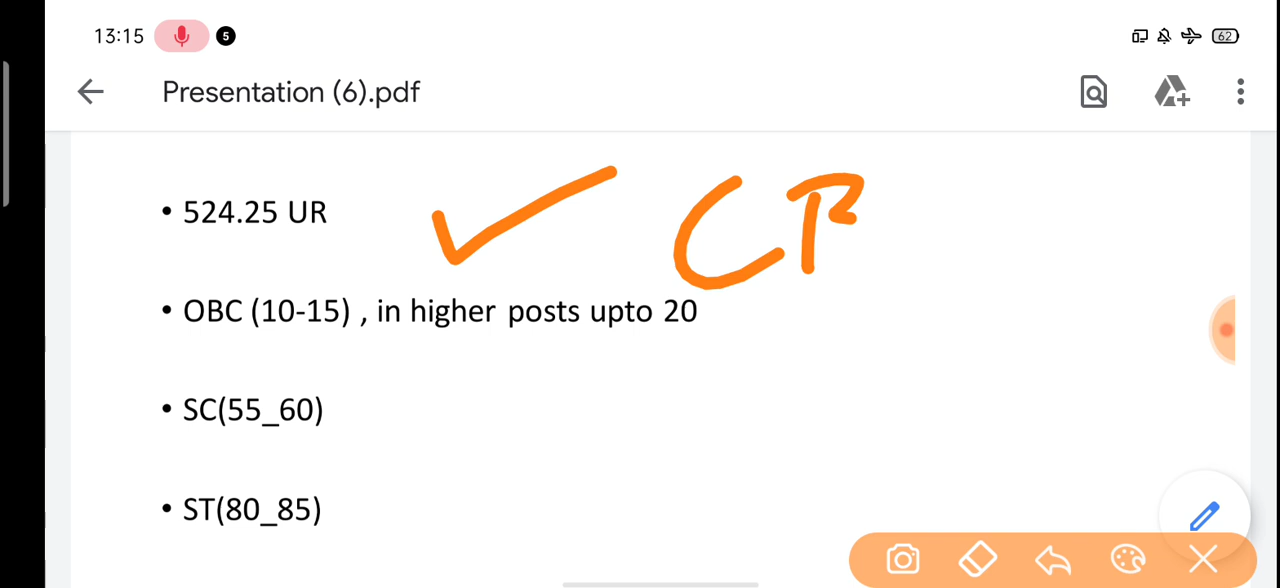 13:15 5 62
Presentation (6).pdf
• 524.25 UR
• OBC (10-15) , in higher posts upto 20
• SC(55_60)
• ST(80_85)